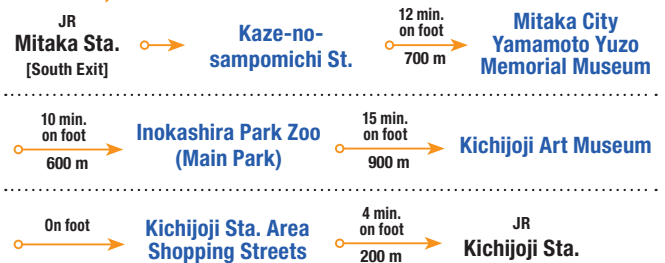 JR
Mitaka Sta.
[South Exit]
Kaze-no-
sampomichi St.
12 min.
on foot
700 m
Mitaka City
Yamamoto Yuzo
Memorial Museum
10 min.
on foot
600 m
Inokashira Park Zoo
(Main Park)
15 min.
on foot
900 m
Kichijoji Art Museum
On foot
Kichijoji Sta. Area
Shopping Streets
4 min.
on foot
200 m
JR
Kichijoji Sta.